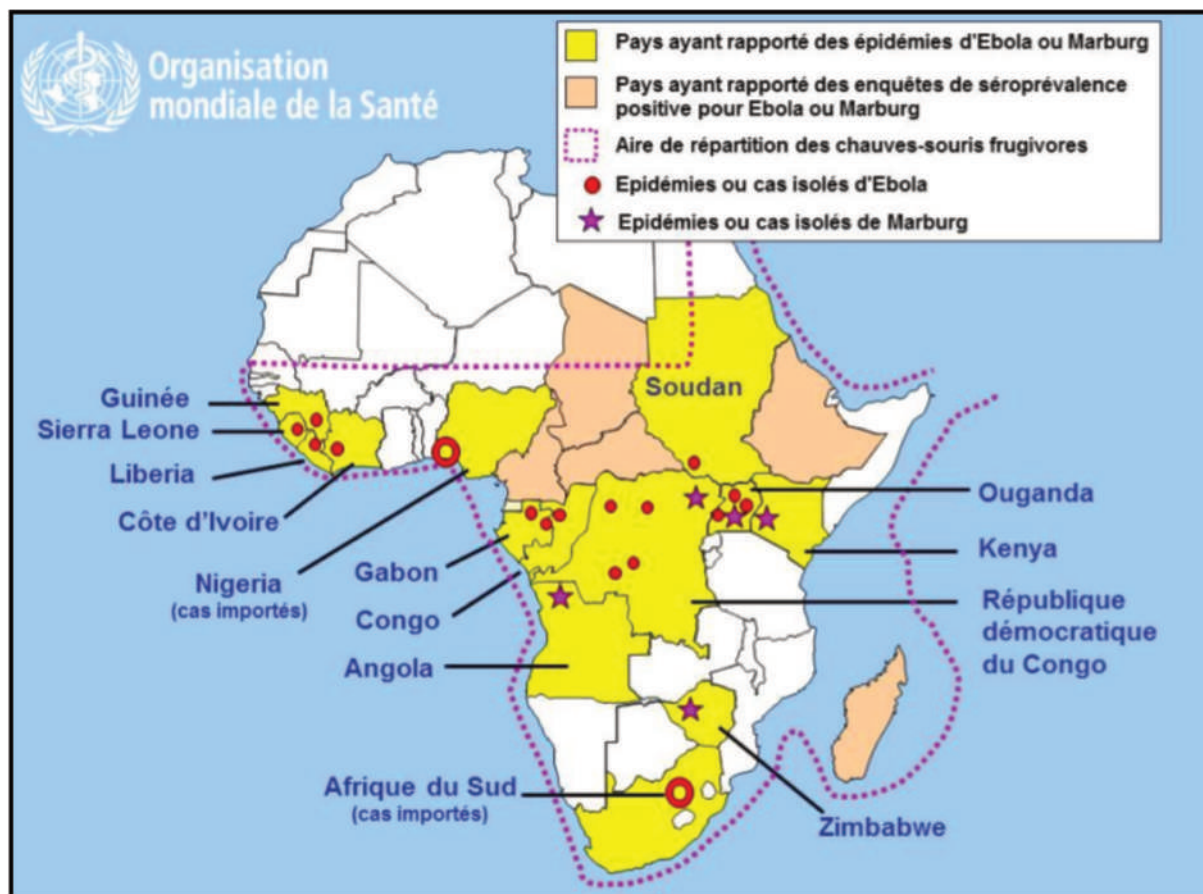 Organisation
mondiale de la Santé
Pays ayant rapporté des épidémies d'Ebola ou Marburg
Pays ayant rapporté des enquêtes de séroprévalence
positive pour Ebola ou Marburg
Aire de répartition des chauves-souris frugivores
Epidémies ou cas isolés d'Ebola
Epidémies ou cas isolés de Marburg
Guinée
Sierra Leone
Liberia
Côte d'Ivoire
Nigeria
(cas importés)
Gabon
Congo
Angola
Afrique du Sud
(cas importés)
Soudan
Ouganda
Kenya
République
démocratique
du Congo
Zimbabwe